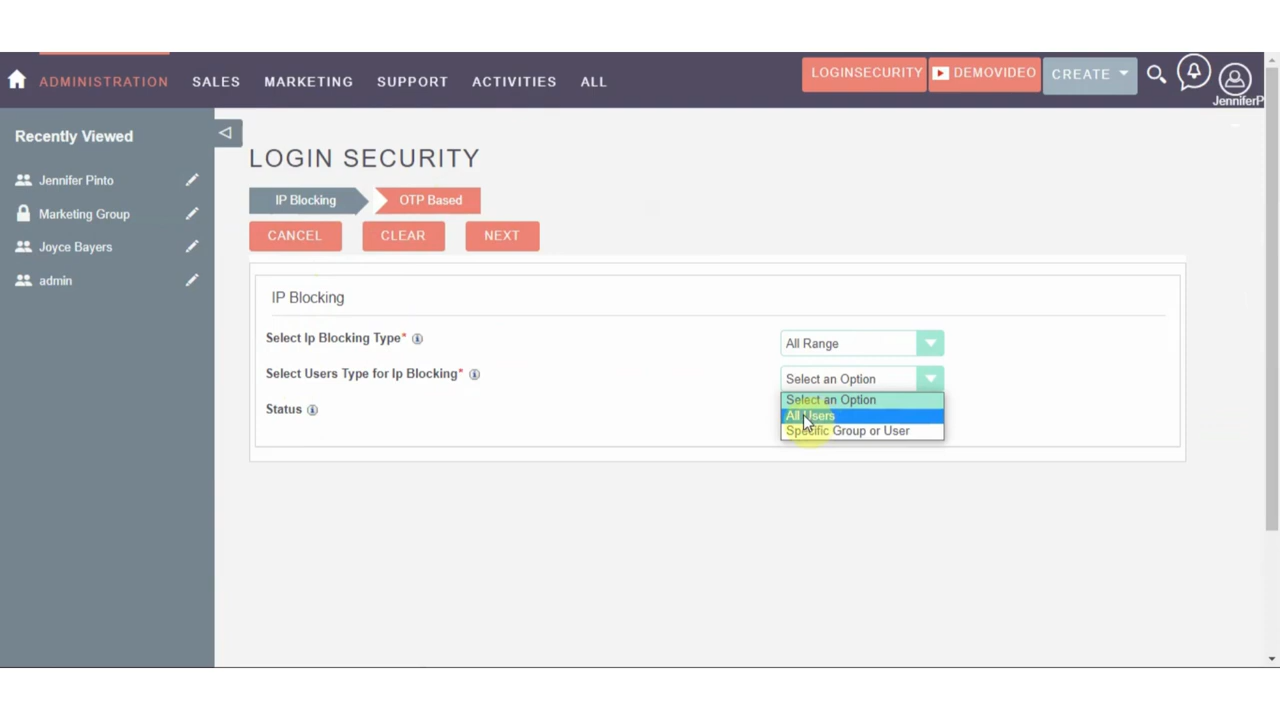 ADMINISTRATION SALES MARKETING SUPPORT ACTIVITIES ALL LOGINSECURITY DEMOVIDEO CREATE
JenniferP
Recently Viewed
Jennifer Pinto
Marketing Group
Joyce Bayers
admin
LOGIN SECURITY
IP Blocking OTP Based
CANCEL CLEAR NEXT
IP Blocking
Select Ip Blocking Type* All Range
Select Users Type for Ip Blocking* Select an Option
Select an Option
All Users
Specific Group or User
Status